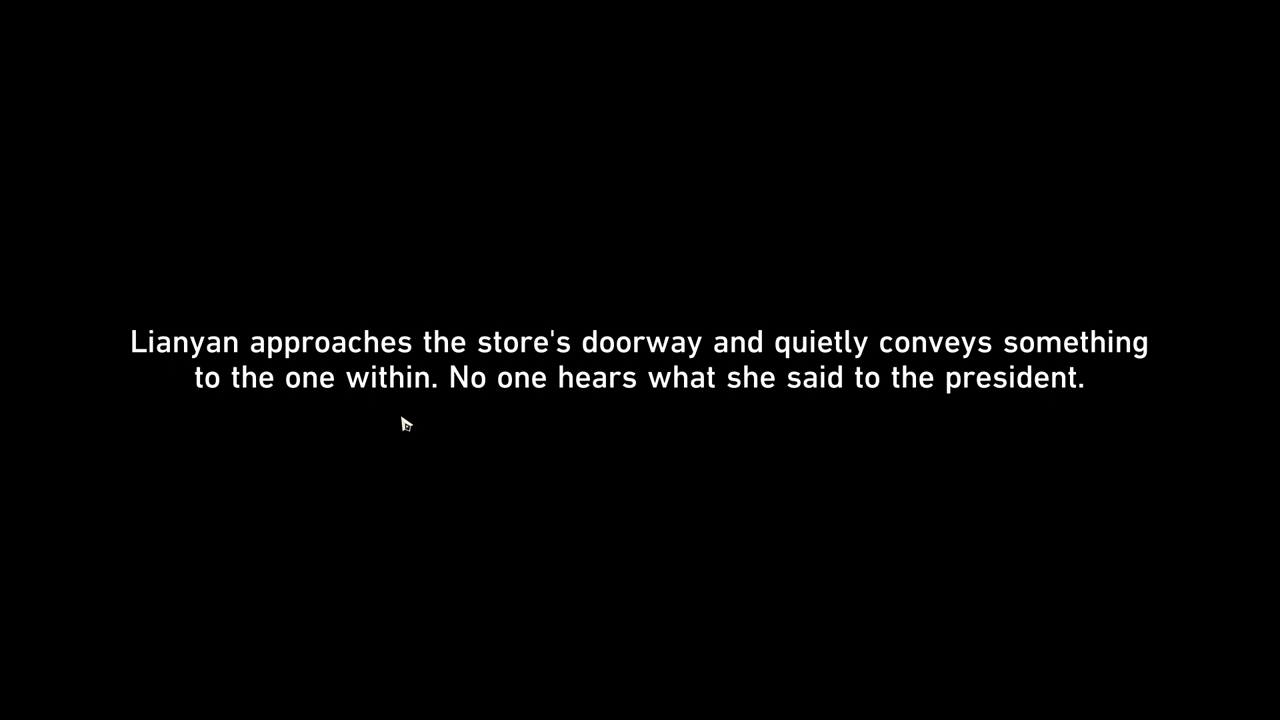 Lianyan approaches the store's doorway and quietly conveys something
to the one within. No one hears what she said to the president.